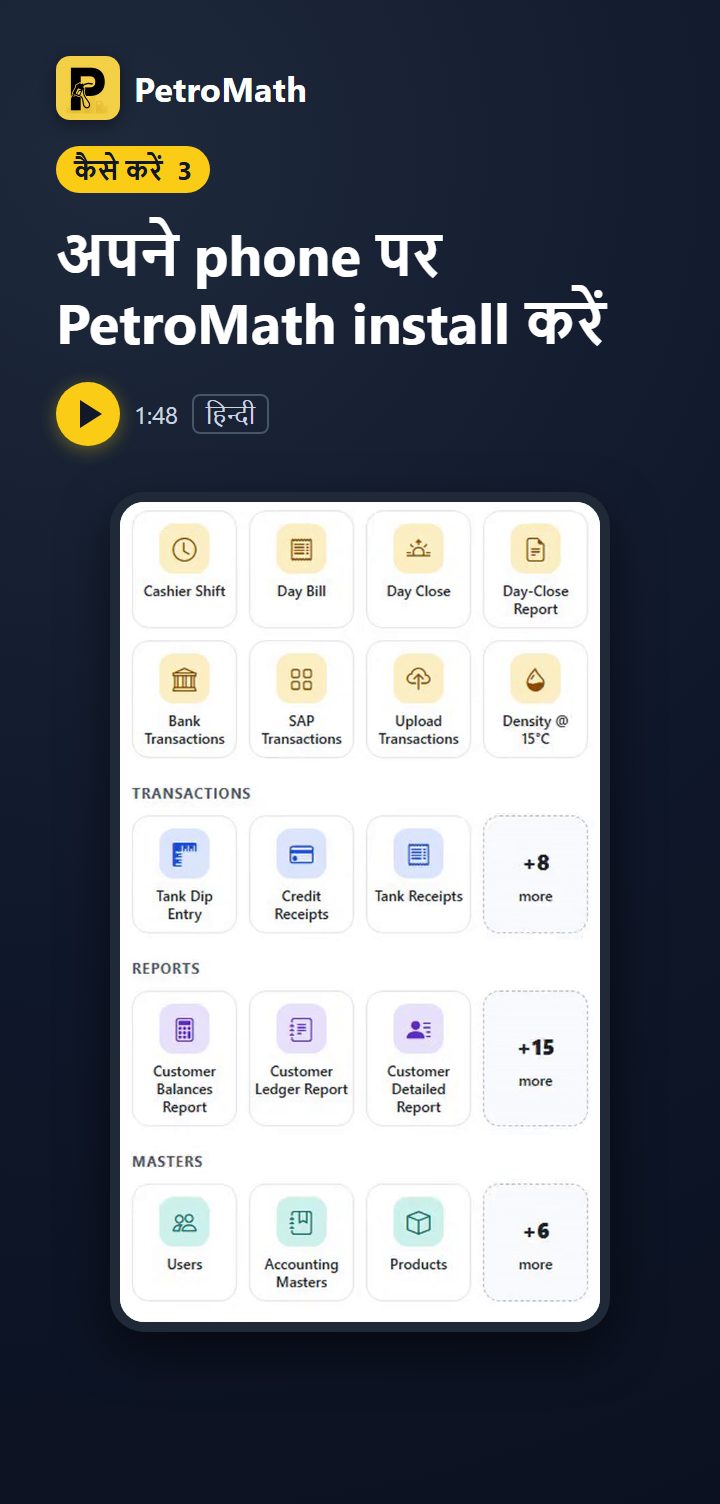 PetroMath
कैसे करें 3
अपने phone पर
PetroMath install करें
1:48 हिन्दी
Cashier Shift
Day Bill
Day Close
Day-Close
Report
Bank
Transactions
SAP
Transactions
Upload
Transactions
Density @
15°C
TRANSACTIONS
Tank Dip
Entry
Credit
Receipts
Tank Receipts
+8
more
REPORTS
Customer
Balances
Report
Customer
Ledger Report
Customer
Detailed
Report
+15
more
MASTERS
Users
Accounting
Masters
Products
+6
more